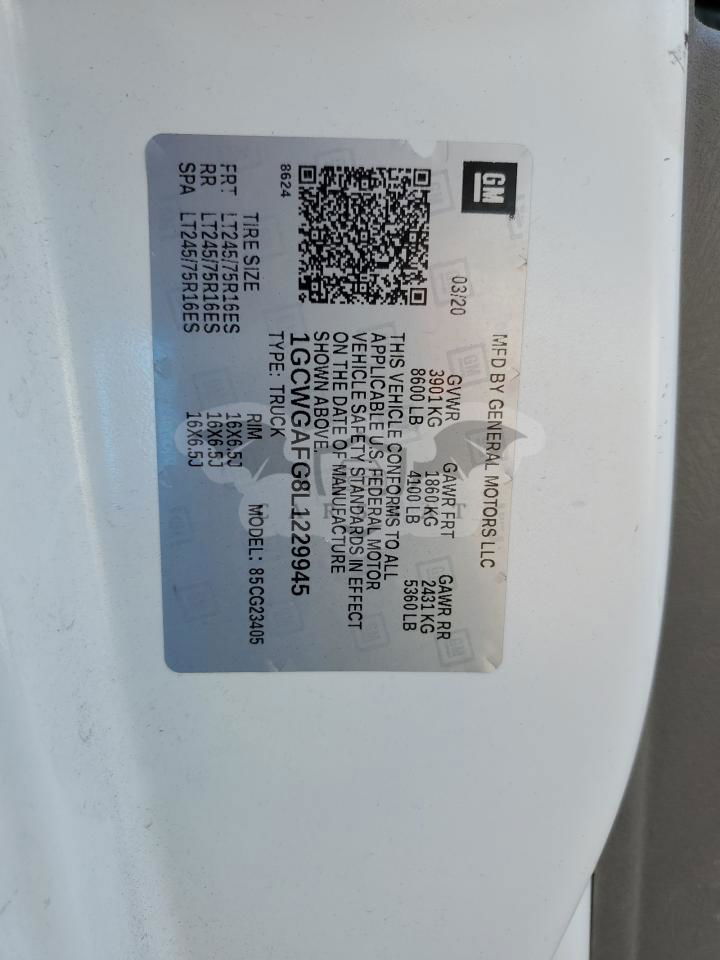 GM
MFD BY GENERAL MOTORS LLC
03/20
GVWR GAWR FRT GAWR RR
3901 KG 1860 KG 2431 KG
8600 LB 4100 LB 5360 LB
THIS VEHICLE CONFORMS TO ALL
APPLICABLE U.S. FEDERAL MOTOR
VEHICLE SAFETY STANDARDS IN EFFECT
ON THE DATE OF MANUFACTURE
SHOWN ABOVE.
1GCWGAFG8L1229945
TYPE: TRUCK MODEL: 85CG23405
8624
TIRE SIZE RIM
FRT LT245/75R16ES 16X6.5J
RR LT245/75R16ES 16X6.5J
SPA LT245/75R16ES 16X6.5J